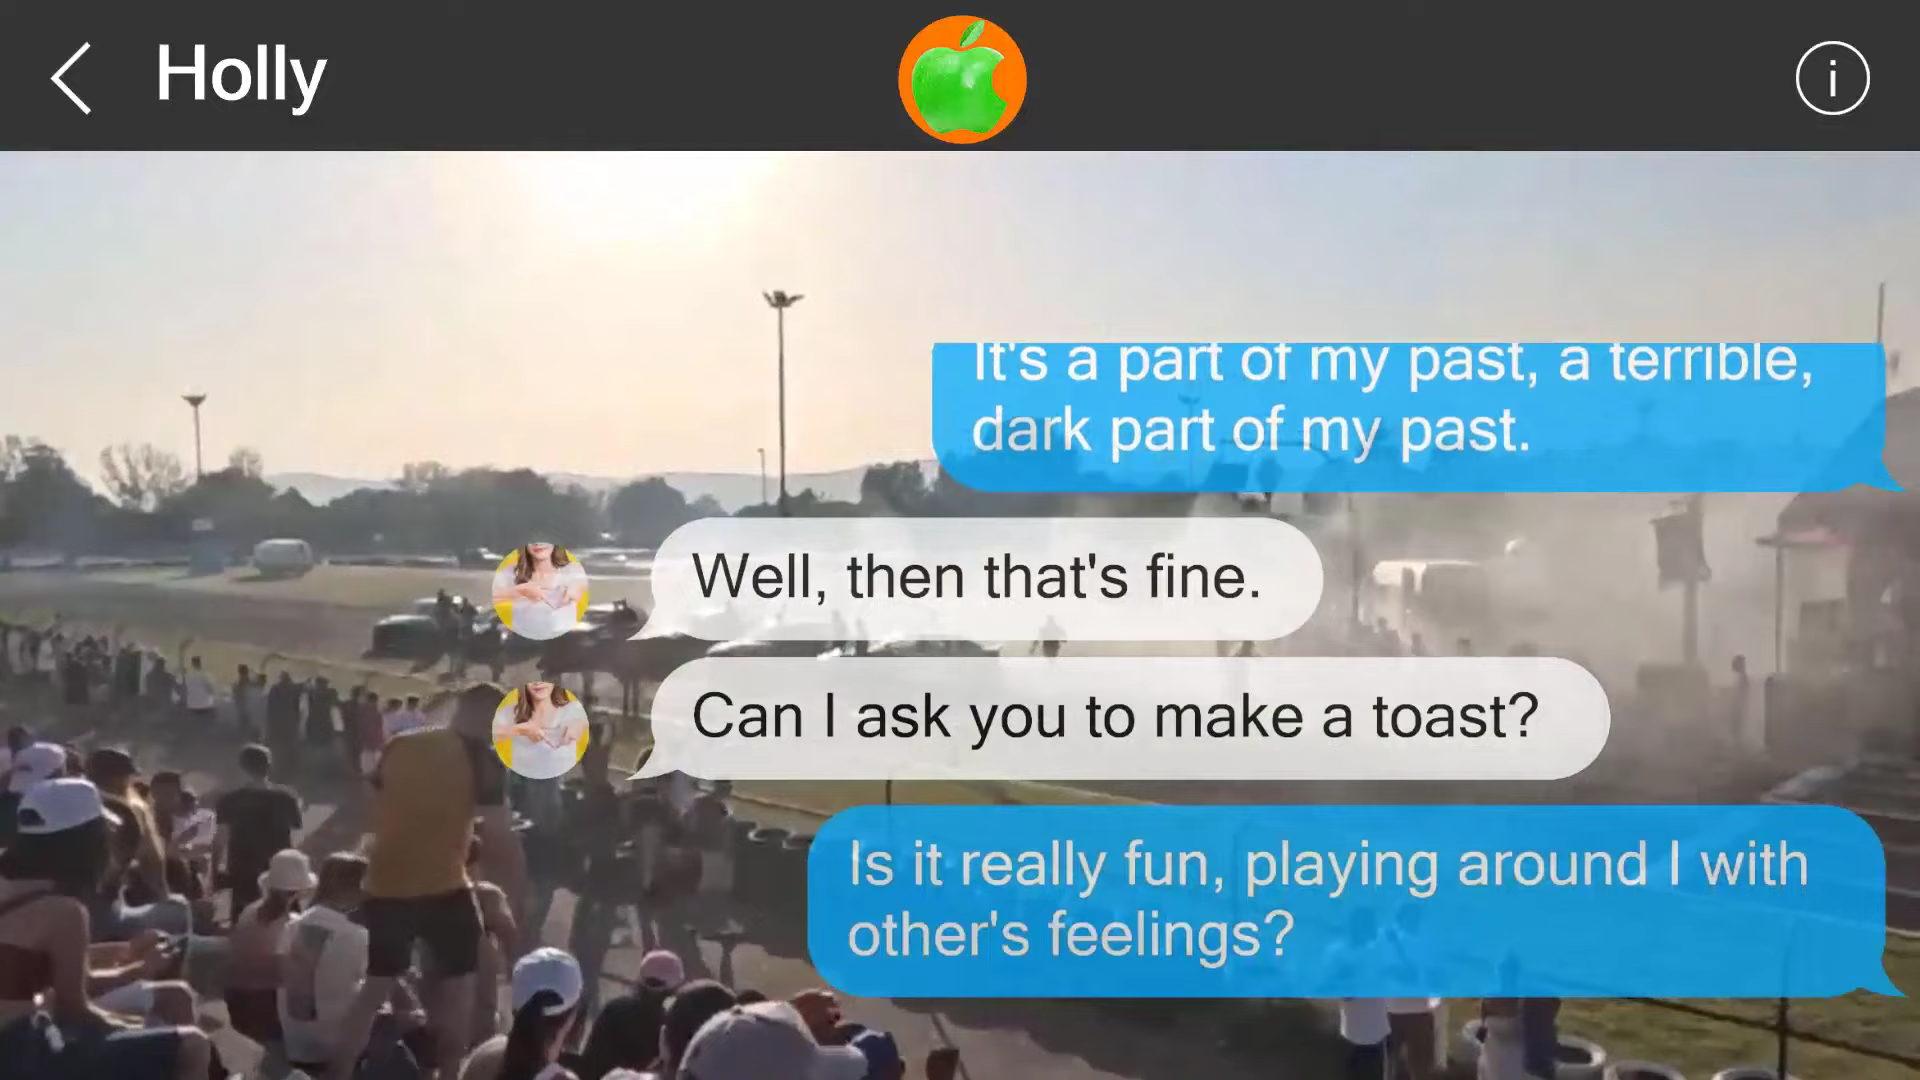 Holly
i
It's a part of my past, a terrible,
dark part of my past.
Well, then that's fine.
Can I ask you to make a toast?
Is it really fun, playing around I with
other's feelings?